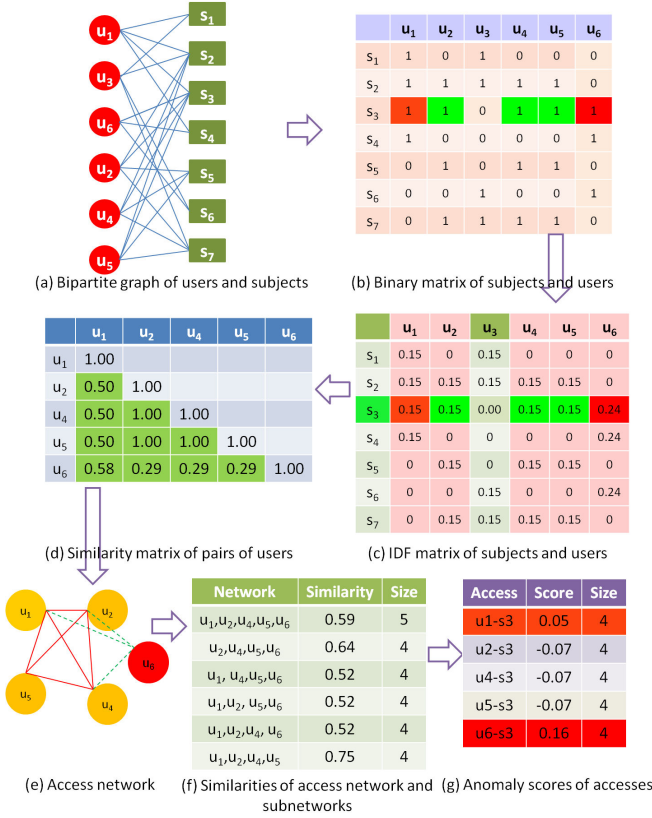 u1
u3
u6
u2
u4
u5
s1
s2
s3
s4
s5
s6
s7
(a) Bipartite graph of users and subjects
u1 u2 u3 u4 u5 u6
s1 1 0 1 0 0 0
s2 1 1 1 1 1 0
s3 1 1 0 1 1 1
s4 1 0 0 0 0 1
s5 0 1 0 1 1 0
s6 0 0 1 0 0 1
s7 0 1 1 1 1 0
(b) Binary matrix of subjects and users
u1 u2 u4 u5 u6
u1 1.00
u2 0.50 1.00
u4 0.50 1.00 1.00
u5 0.50 1.00 1.00 1.00
u6 0.58 0.29 0.29 0.29 1.00
(d) Similarity matrix of pairs of users
u1 u2 u3 u4 u5 u6
s1 0.15 0 0.15 0 0 0
s2 0.15 0.15 0.15 0.15 0.15 0
s3 0.15 0.15 0.00 0.15 0.15 0.24
s4 0.15 0 0 0 0 0.24
s5 0 0.15 0 0.15 0.15 0
s6 0 0 0.15 0 0 0.24
s7 0 0.15 0.15 0.15 0.15 0
(c) IDF matrix of subjects and users
u1
u2
u6
u5
u4
(e) Access network
Network Similarity Size
u1,u2,u4,u5,u6 0.59 5
u2,u4,u5,u6 0.64 4
u1, u4,u5,u6 0.52 4
u1,u2, u5,u6 0.52 4
u1,u2,u4, u6 0.52 4
u1,u2,u4,u5 0.75 4
(f) Similarities of access network and
subnetworks
Access Score Size
u1-s3 0.05 4
u2-s3 -0.07 4
u4-s3 -0.07 4
u5-s3 -0.07 4
u6-s3 0.16 4
(g) Anomaly scores of accesses